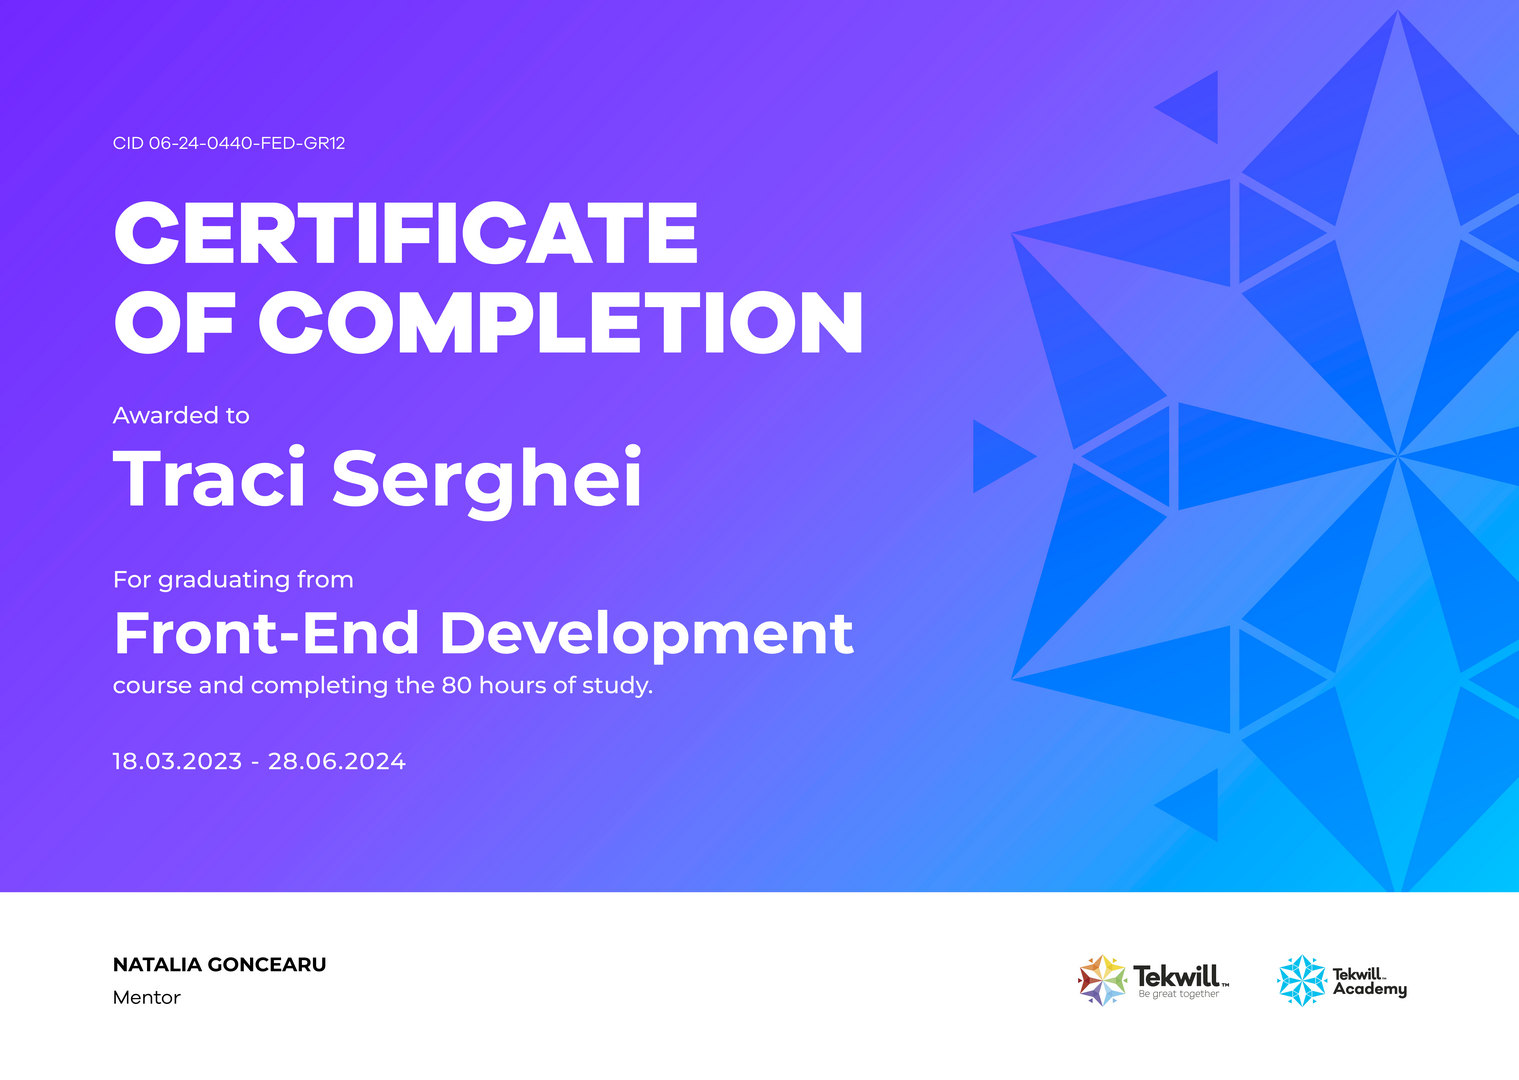 CID 06-24-0440-FED-GR12
CERTIFICATE
OF COMPLETION
Awarded to
Traci Serghei
For graduating from
Front-End Development
course and completing the 80 hours of study.
18.03.2023 - 28.06.2024
NATALIA GONCEARU
Mentor
Tekwill™
Be great together
Tekwill™
Academy